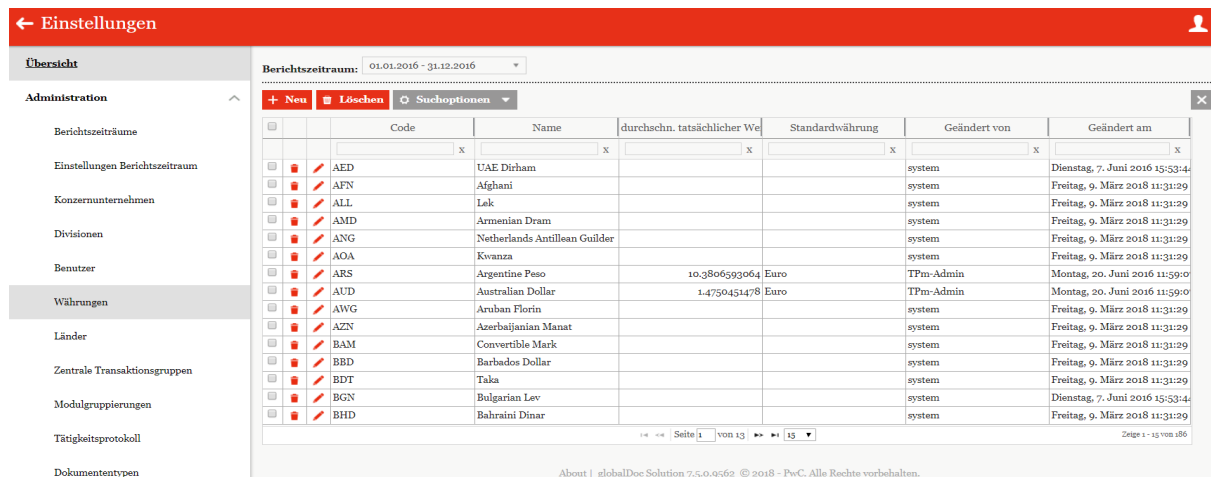 Einstellungen
Übersicht
Administration
Berichtszeiträume
Einstellungen Berichtszeitraum
Konzernunternehmen
Divisionen
Benutzer
Währungen
Länder
Zentrale Transaktionsgruppen
Modulgruppierungen
Tätigkeitsprotokoll
Dokumententypen
Berichtszeitraum: 01.01.2016 - 31.12.2016
+ Neu Löschen Suchoptionen
Code Name durchschn. tatsächlicher We Standardwährung Geändert von Geändert am
x x x x x x
AED UAE Dirham system Dienstag, 7. Juni 2016 15:53:44
AFN Afghani system Freitag, 9. März 2018 11:31:29
ALL Lek system Freitag, 9. März 2018 11:31:29
AMD Armenian Dram system Freitag, 9. März 2018 11:31:29
ANG Netherlands Antillean Guilder system Freitag, 9. März 2018 11:31:29
AOA Kwanza system Freitag, 9. März 2018 11:31:29
ARS Argentine Peso 10.3806593064 Euro TPm-Admin Montag, 20. Juni 2016 11:59:0
AUD Australian Dollar 1.4750451478 Euro TPm-Admin Montag, 20. Juni 2016 11:59:0
AWG Aruban Florin system Freitag, 9. März 2018 11:31:29
AZN Azerbaijanian Manat system Freitag, 9. März 2018 11:31:29
BAM Convertible Mark system Freitag, 9. März 2018 11:31:29
BBD Barbados Dollar system Freitag, 9. März 2018 11:31:29
BDT Taka system Freitag, 9. März 2018 11:31:29
BGN Bulgarian Lev system Dienstag, 7. Juni 2016 15:53:44
BHD Bahraini Dinar system Freitag, 9. März 2018 11:31:29
Seite 1 von 13 15 Zeige 1 - 15 von 186
About | globalDoc Solution 7.5.0.9562 © 2018 - PwC. Alle Rechte vorbehalten.